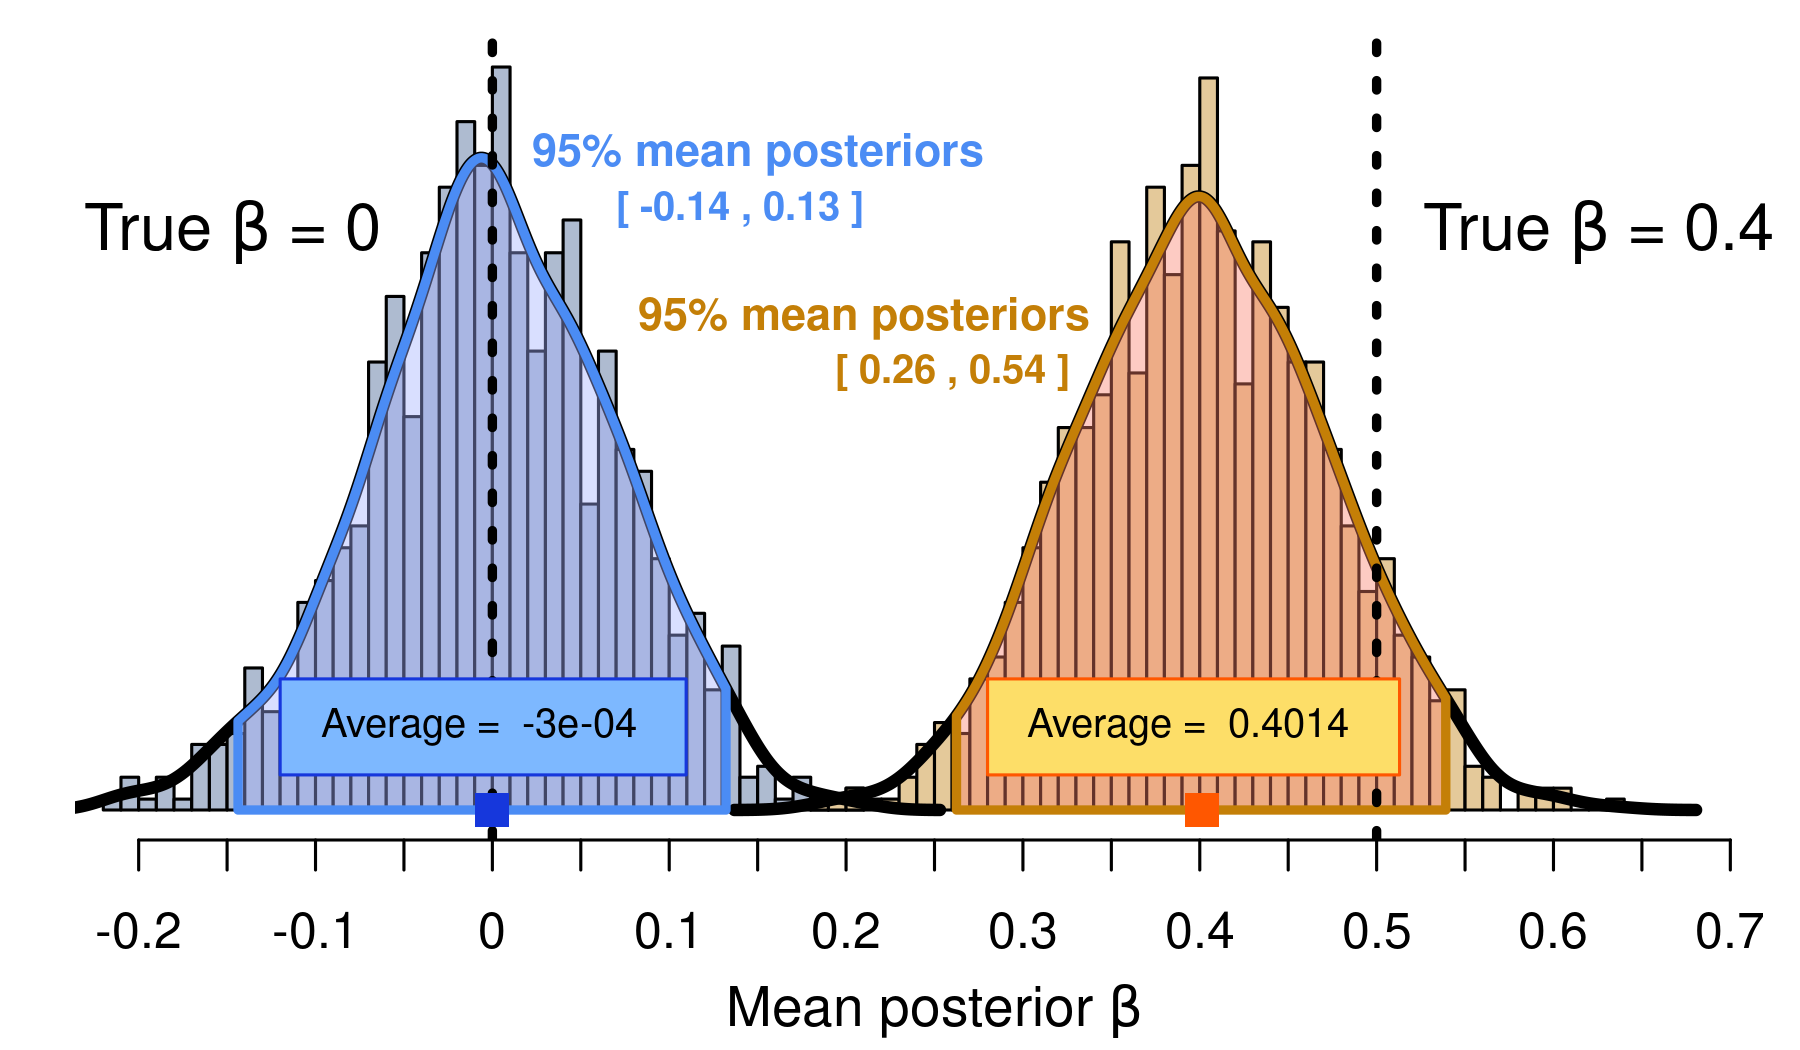 95% mean posteriors
[ -0.14 , 0.13 ]
True β = 0
True β = 0.4
95% mean posteriors
[ 0.26 , 0.54 ]
Average = -3e-04
Average = 0.4014
-0.2 -0.1 0 0.1 0.2 0.3 0.4 0.5 0.6 0.7
Mean posterior β